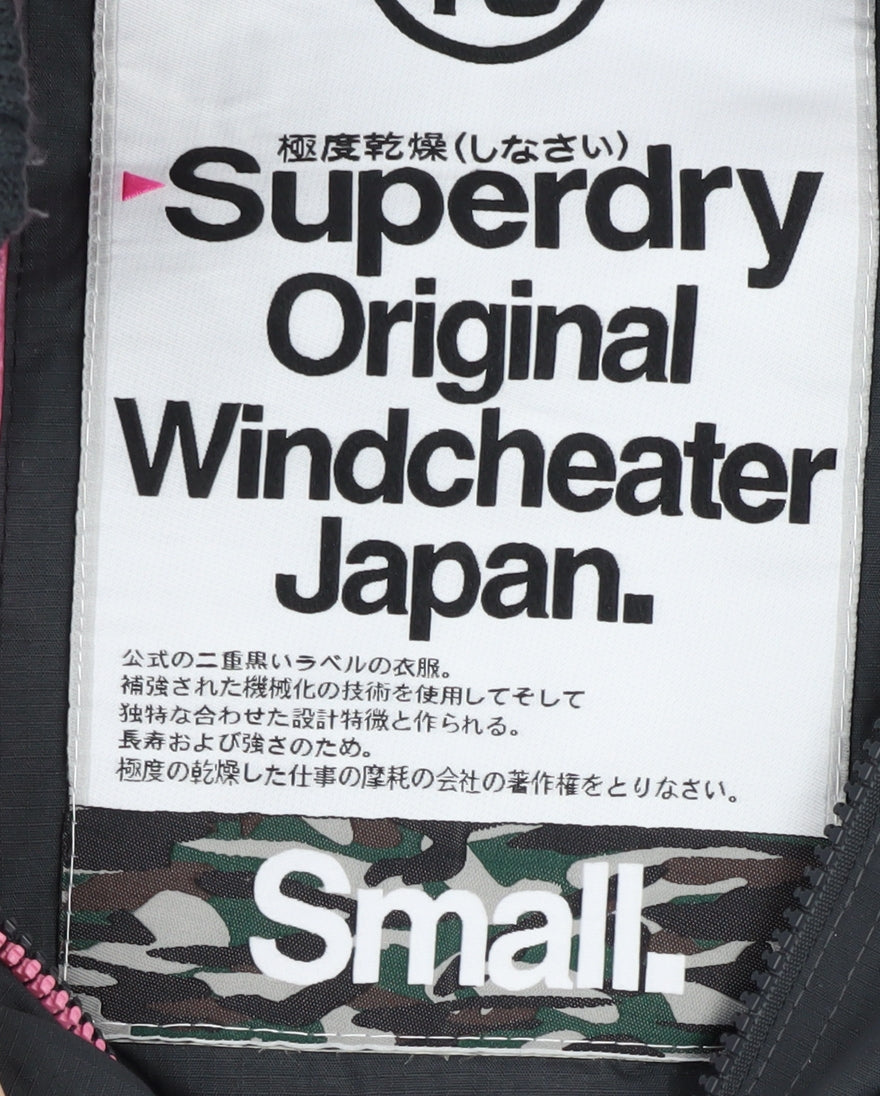 極度乾燥(しなさい)
Superdry
Original
Windcheater
Japan.
公式の二重黒いラベルの衣服。
補強された機械化の技術を使用してそして
独特な合わせた設計特徴と作られる。
長寿および強さのため。
極度の乾燥した仕事の摩耗の会社の著作権をとりなさい。
Small.